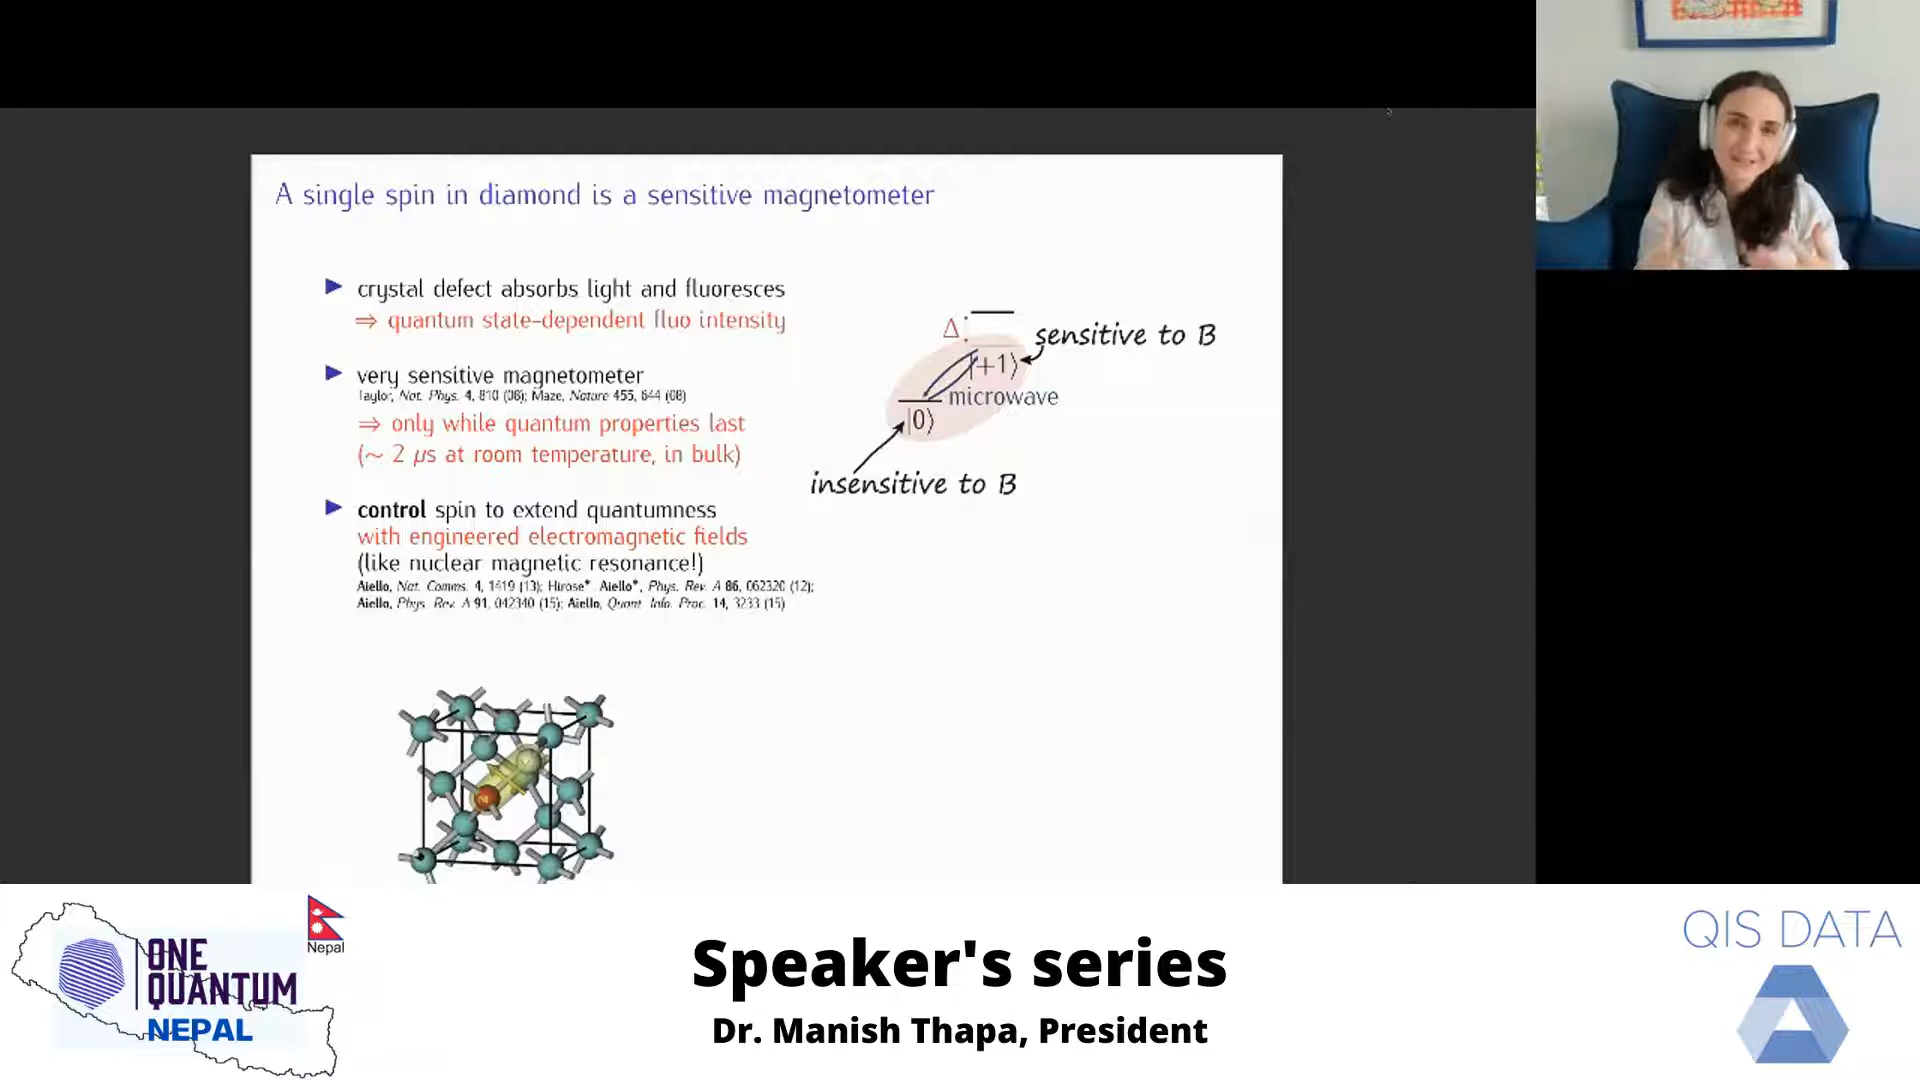 A single spin in diamond is a sensitive magnetometer
▶ crystal defect absorbs light and fluoresces
⇒ quantum state-dependent fluo intensity
▶ very sensitive magnetometer
Taylor, Nat. Phys. 4, 810 (08); Maze, Nature 455, 644 (08)
⇒ only while quantum properties last
(~ 2 μs at room temperature, in bulk)
▶ control spin to extend quantumness
with engineered electromagnetic fields
(like nuclear magnetic resonance!)
Aiello, Nat. Comms. 4, 1419 (13); Hirose*, Aiello*, Phys. Rev. A 86, 062320 (12);
Aiello, Phys. Rev. A 91, 042340 (15); Aiello, Quant. Info. Proc. 14, 3233 (15)
Δ
sensitive to B
|+1⟩
microwave
|0⟩
insensitive to B
N
Nepal
ONE
QUANTUM
NEPAL
Speaker's series
Dr. Manish Thapa, President
QIS DATA